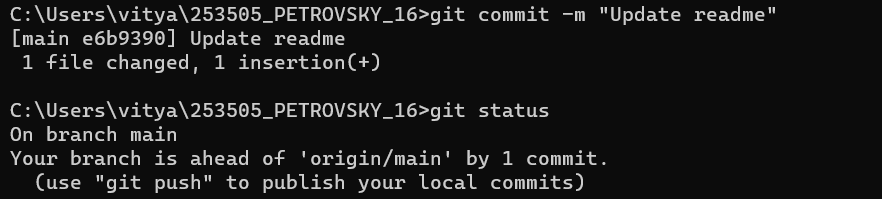 C:\Users\vitya\253505_PETROVSKY_16>git commit -m "Update readme"
[main e6b9390] Update readme
 1 file changed, 1 insertion(+)

C:\Users\vitya\253505_PETROVSKY_16>git status
On branch main
Your branch is ahead of 'origin/main' by 1 commit.
  (use "git push" to publish your local commits)